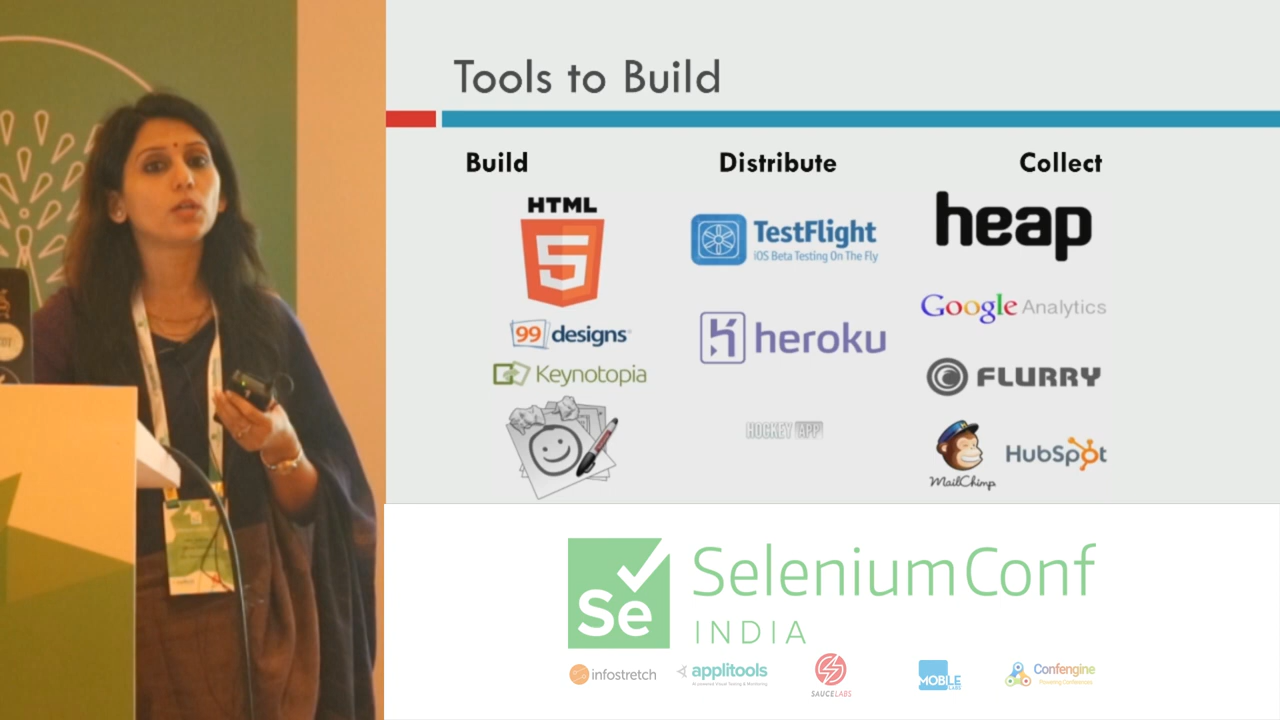 Tools to Build
Build
Distribute
Collect
HTML
5
99designs
Keynotopia
TestFlight
iOS Beta Testing On The Fly
heroku
HOCKEY APP
heap
Google Analytics
FLURRY
MailChimp
HubSpot
Se
SeleniumConf
INDIA
infostretch
applitools
SAUCELABS
MOBILE
LABS
Confengine